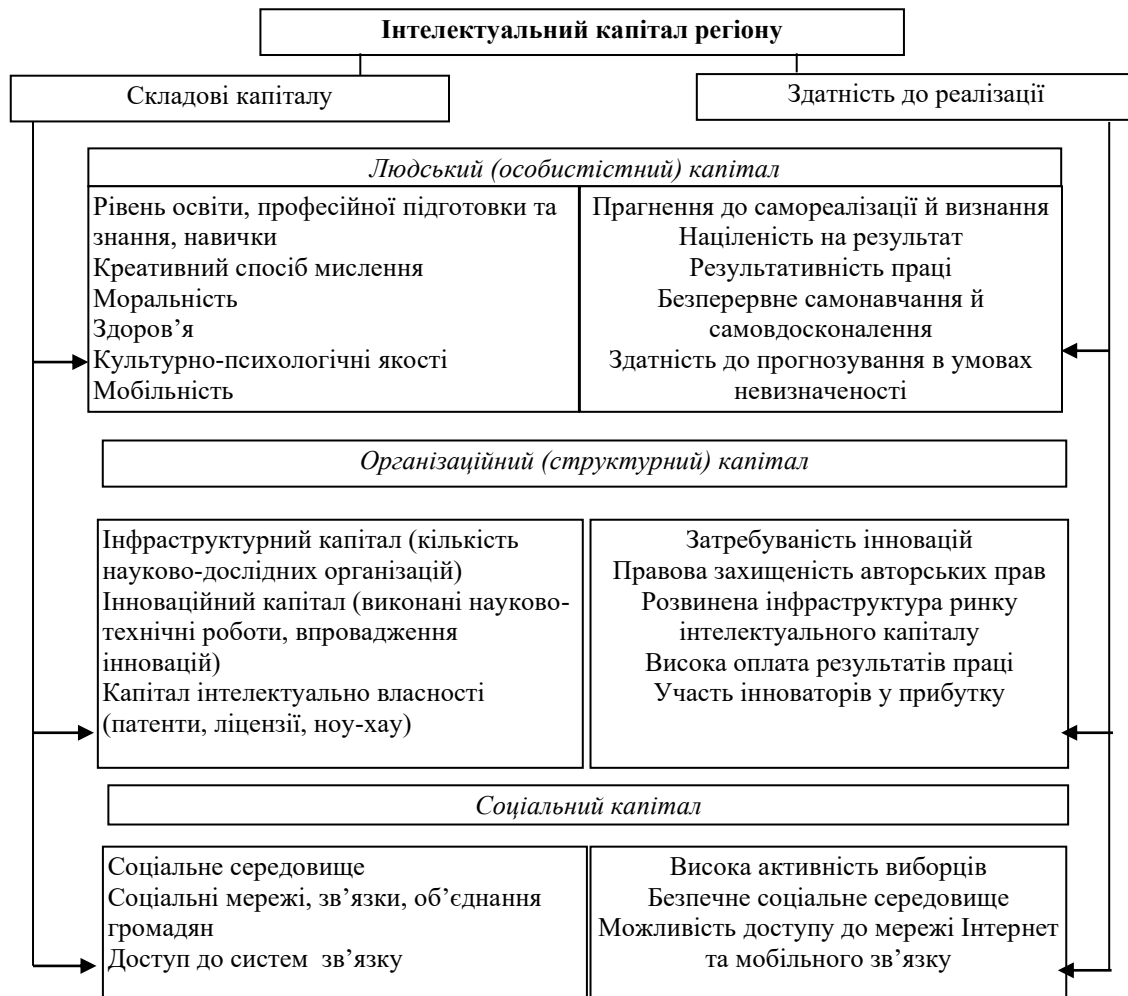 Інтелектуальний капітал регіону
Складові капіталу
Здатність до реалізації
Людський (особистістний) капітал
Рівень освіти, професійної підготовки та
знання, навички
Креативний спосіб мислення
Моральність
Здоров’я
Культурно-психологічні якості
Мобільність
Прагнення до самореалізації й визнання
Націленість на результат
Результативність праці
Безперервне самонавчання й
самовдосконалення
Здатність до прогнозування в умовах
невизначеності
Організаційний (структурний) капітал
Інфраструктурний капітал (кількість
науково-дослідних організацій)
Інноваційний капітал (виконані науково-
технічні роботи, впровадження
інновацій)
Капітал інтелектуально власності
(патенти, ліцензії, ноу-хау)
Затребуваність інновацій
Правова захищеність авторських прав
Розвинена інфраструктура ринку
інтелектуального капіталу
Висока оплата результатів праці
Участь інноваторів у прибутку
Соціальний капітал
Соціальне середовище
Соціальні мережі, зв’язки, об’єднання
громадян
Доступ до систем зв’язку
Висока активність виборців
Безпечне соціальне середовище
Можливість доступу до мережі Інтернет
та мобільного зв’язку